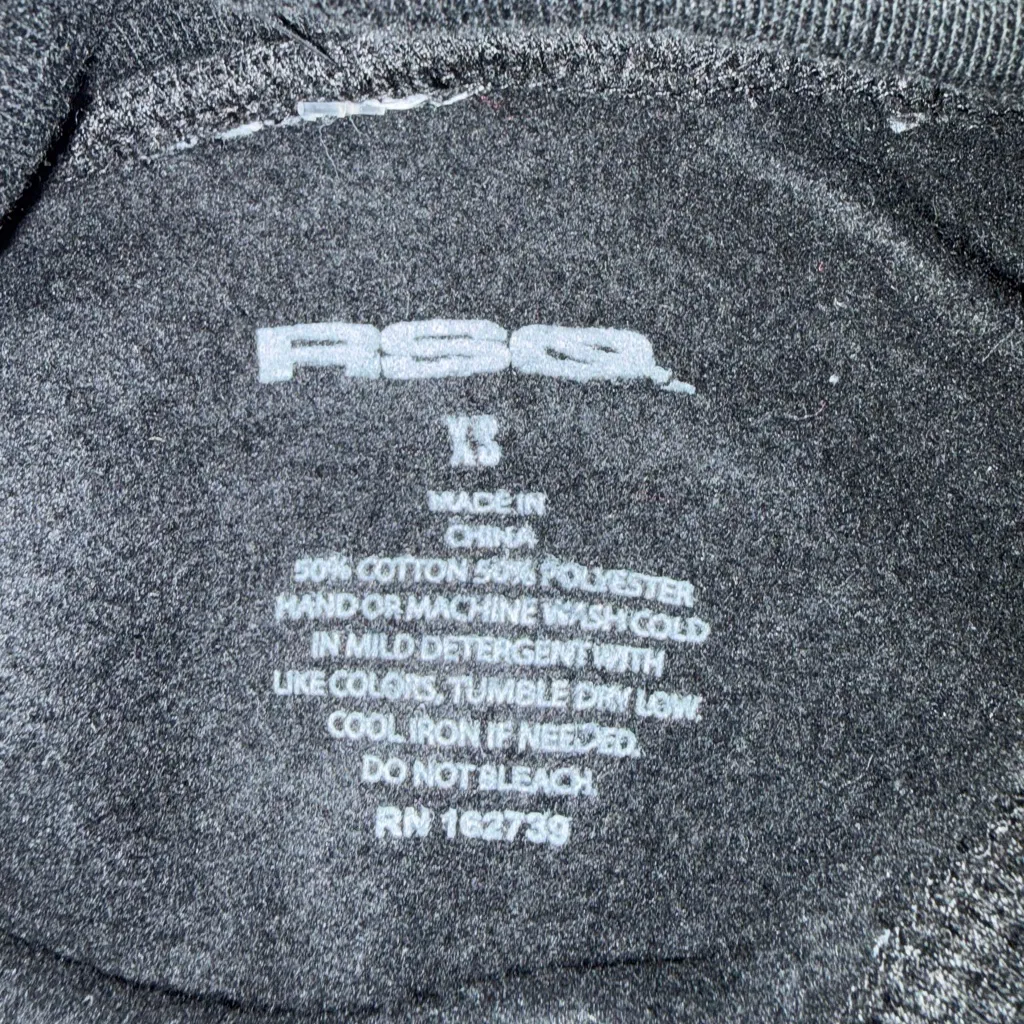 RSQ.
XS
MADE IN
CHINA
50% COTTON 50% POLYESTER
HAND OR MACHINE WASH COLD
IN MILD DETERGENT WITH
LIKE COLORS. TUMBLE DRY LOW.
COOL IRON IF NEEDED.
DO NOT BLEACH.
RN 162739